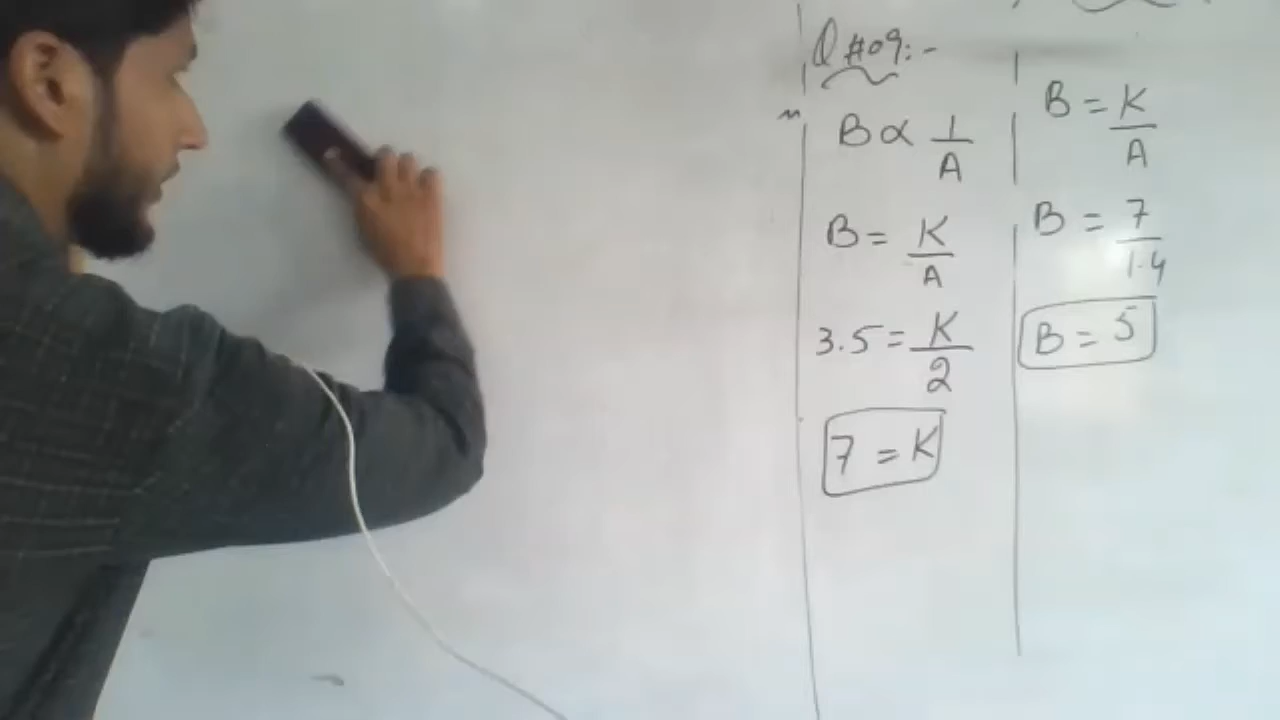 Q#09:-
B ∝ 1/A
B = K/A
3.5 = K/2
7 = K
B = K/A
B = 7/1.4
B = 5